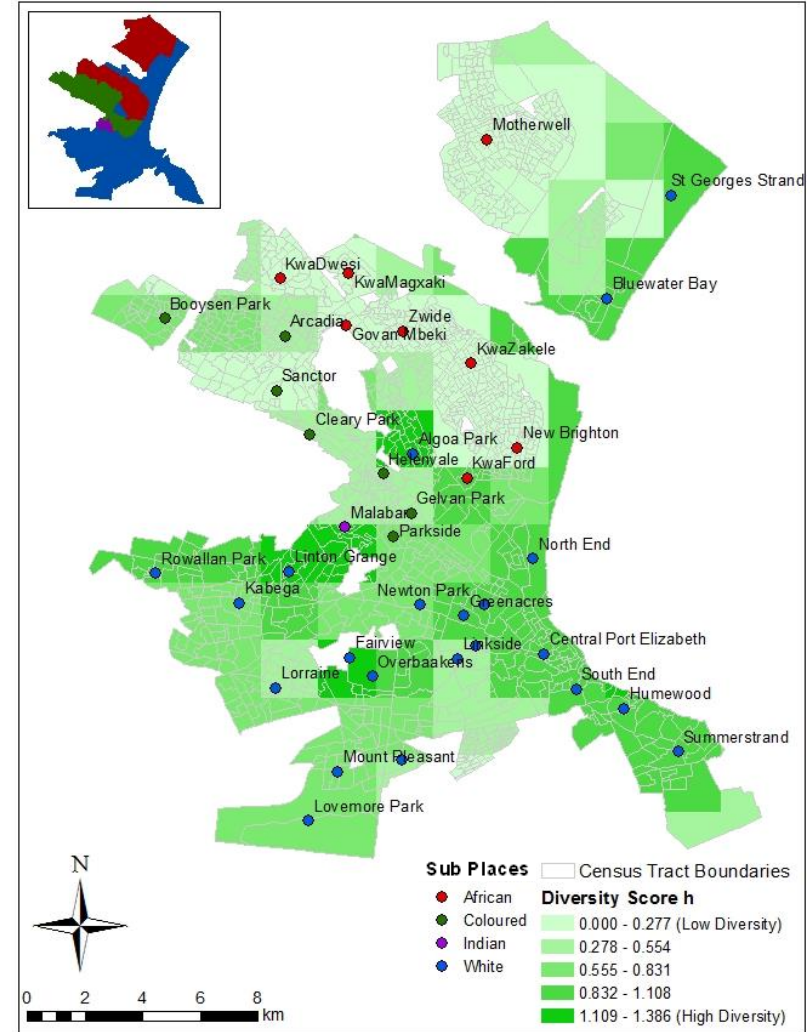 Motherwell
St Georges Strand
KwaDwesi
KwaMagxaki
Bluewater Bay
Booysen Park
Arcadia
Zwide
Govan Mbeki
KwaZakele
Sanctor
Cleary Park
Algoa Park
New Brighton
Helenvale
KwaFord
Gelvan Park
Malabar
Parkside
North End
Rowallan Park
Linton Grange
Kabega
Newton Park
Greenacres
Fairview
Linkside
Central Port Elizabeth
Overbaakens
Lorraine
South End
Humewood
Summerstrand
Mount Pleasant
Lovemore Park
N
0 2 4 6 8
km
Sub Places
African
Coloured
Indian
White
Census Tract Boundaries
Diversity Score h
0.000 - 0.277 (Low Diversity)
0.278 - 0.554
0.555 - 0.831
0.832 - 1.108
1.109 - 1.386 (High Diversity)